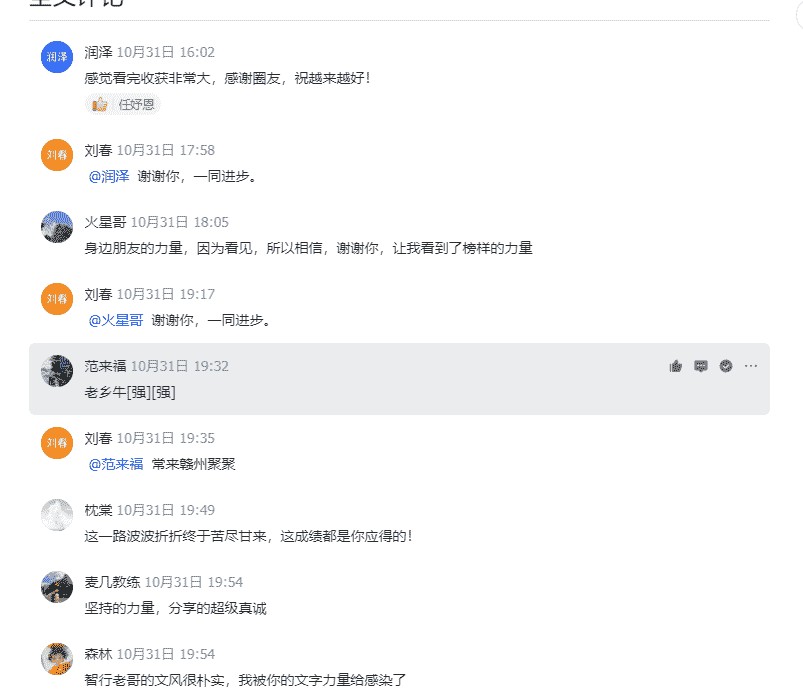 全文评论
润泽 润泽 10月31日 16:02
感觉看完收获非常大，感谢圈友，祝越来越好！
任妤恩
刘春 刘春 10月31日 17:58
@润泽 谢谢你，一同进步。
火星哥 10月31日 18:05
身边朋友的力量，因为看见，所以相信，谢谢你，让我看到了榜样的力量
刘春 刘春 10月31日 19:17
@火星哥 谢谢你，一同进步。
范来福 10月31日 19:32
老乡牛[强][强]
刘春 刘春 10月31日 19:35
@范来福 常来赣州聚聚
枕棠 10月31日 19:49
这一路波波折折终于苦尽甘来，这成绩都是你应得的！
麦几教练 10月31日 19:54
坚持的力量，分享的超级真诚
森林 10月31日 19:54
智行老哥的文风很朴实，我被你的文字力量给感染了